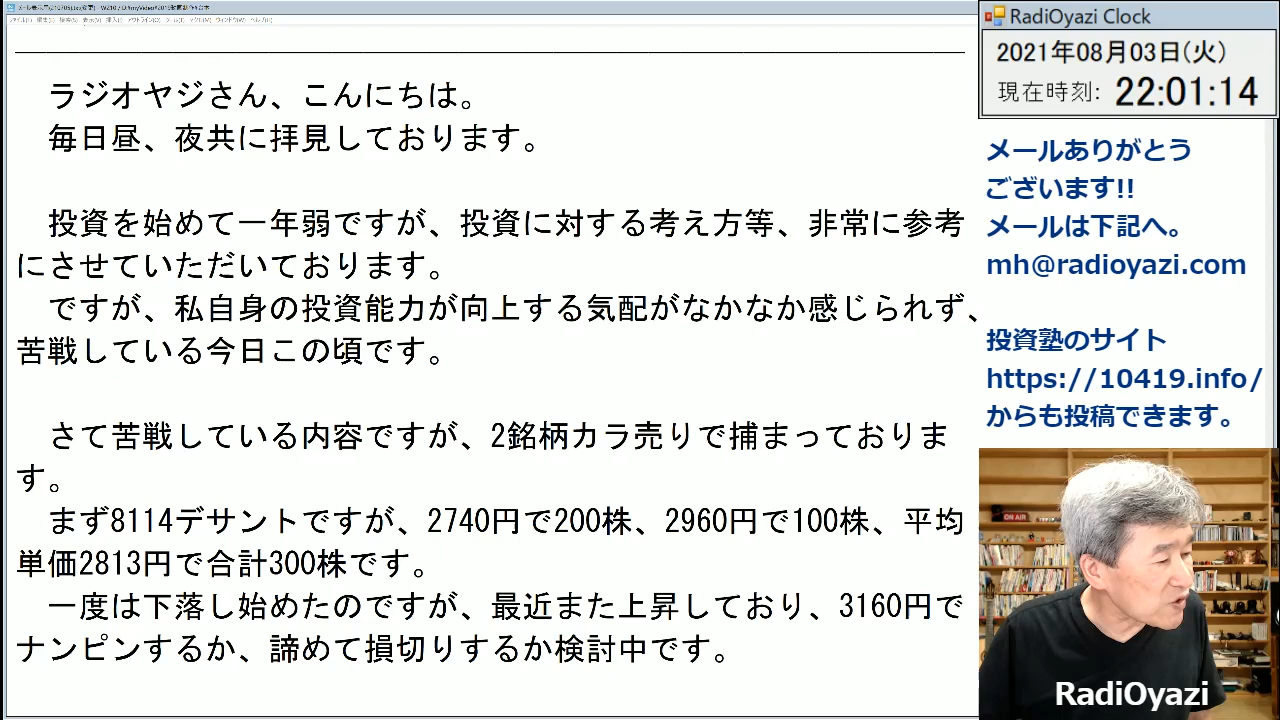 ラジオヤジさん、こんにちは。
毎日昼、夜共に拝見しております。
投資を始めて一年弱ですが、投資に対する考え方等、非常に参考
にさせていただいております。
ですが、私自身の投資能力が向上する気配がなかなか感じられず、
苦戦している今日この頃です。
さて苦戦している内容ですが、2銘柄カラ売りで捕まっておりま
す。
まず8114デサントですが、2740円で200株、2960円で100株、平均
単価2813円で合計300株です。
一度は下落し始めたのですが、最近また上昇しており、3160円で
ナンピンするか、諦めて損切りするか検討中です。
RadiOyazi Clock
2021年08月03日(火)
現在時刻: 22:01:14
メールありがとう
ございます!!
メールは下記へ。
mh@radioyazi.com
投資塾のサイト
https://10419.info/
からも投稿できます。
ON AIR
RadiOyazi